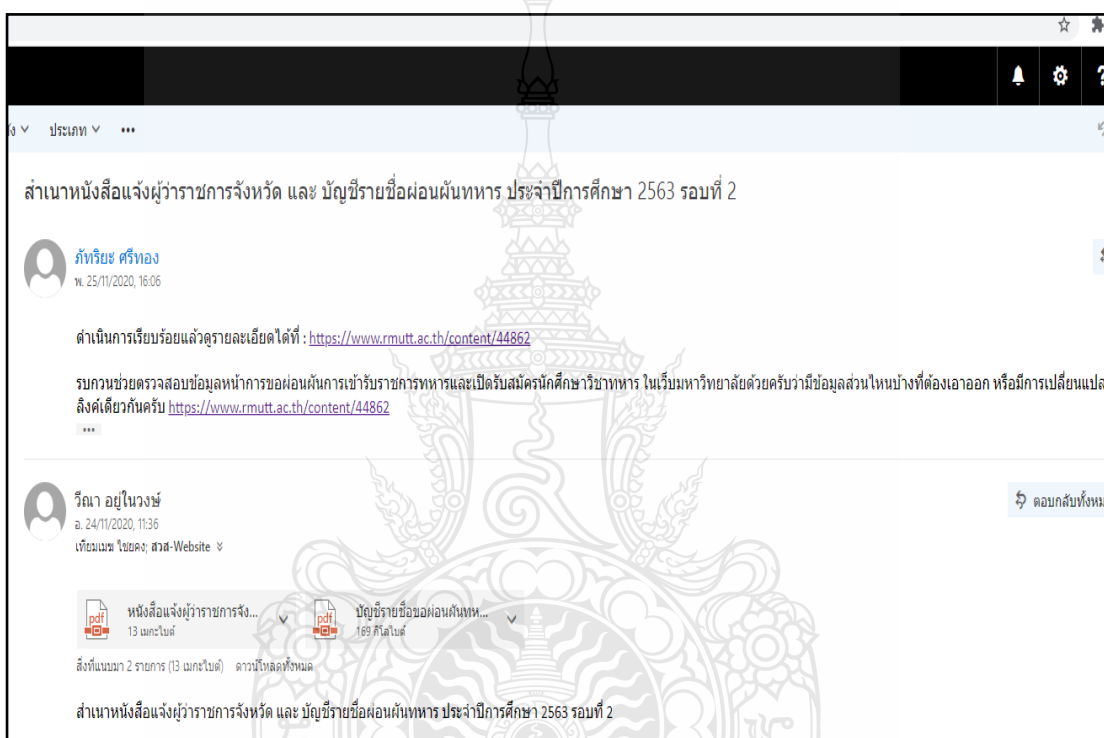 ประเภท
สำเนาหนังสือแจ้งผู้ว่าราชการจังหวัด และ บัญชีรายชื่อผ่อนผันทหาร ประจำปีการศึกษา 2563 รอบที่ 2
ภัทริยะ ศรีทอง
พ. 25/11/2020, 16:06
ดำเนินการเรียบร้อยแล้วดูรายละเอียดได้ที่ : https://www.rmutt.ac.th/content/44862
รบกวนช่วยตรวจสอบข้อมูลหน้าการขอผ่อนผันการเข้ารับราชการทหารและเปิดรับสมัครนักศึกษาวิชาทหาร ในเว็บมหาวิทยาลัยด้วยครับว่ามีข้อมูลส่วนไหนบ้างที่ต้องเอาออก หรือมีการเปลี่ยนแปล
ลิงค์เดียวกันครับ https://www.rmutt.ac.th/content/44862
วีณา อยู่ในวงษ์
อ. 24/11/2020, 11:36
ตอบกลับทั้งหม
เทียมเมฆ ไชยคง; สวส-Website
หนังสือแจ้งผู้ว่าราชการจัง...
13 เมกะไบต์
บัญชีรายชื่อขอผ่อนผันทห...
169 กิโลไบต์
pdf
pdf
สิ่งที่แนบมา 2 รายการ (13 เมกะไบต์) ดาวน์โหลดทั้งหมด
สำเนาหนังสือแจ้งผู้ว่าราชการจังหวัด และ บัญชีรายชื่อผ่อนผันทหาร ประจำปีการศึกษา 2563 รอบที่ 2